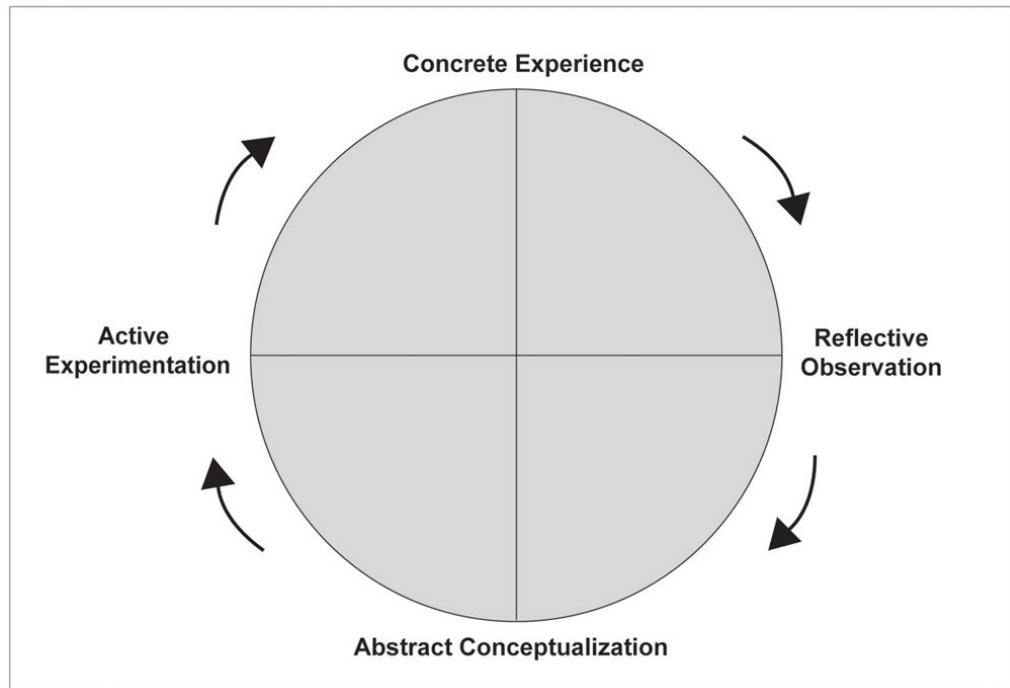 Concrete Experience
Active
Experimentation
Reflective
Observation
Abstract Conceptualization